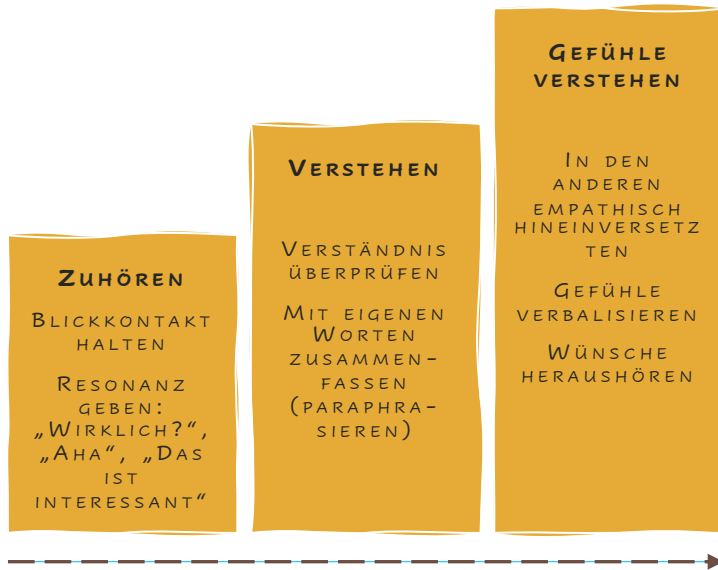 Zuhören
Blickkontakt
halten
Resonanz
geben:
„Wirklich?“,
„Aha“, „Das
ist
interessant“
Verstehen
Verständnis
überprüfen
Mit eigenen
Worten
zusammen-
fassen
(paraphra-
sieren)
Gefühle
verstehen
In den
anderen
empathisch
hineinversetz
ten
Gefühle
verbalisieren
Wünsche
heraushören